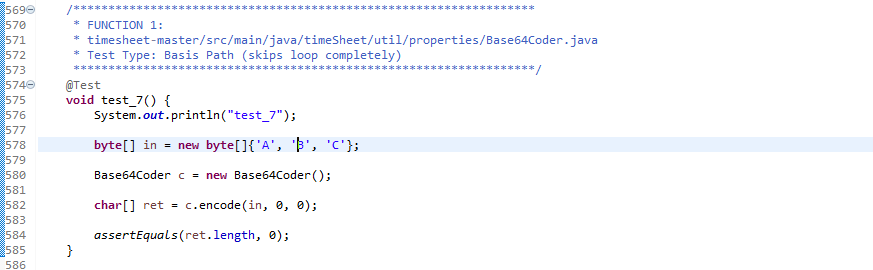 569 /******************************************************************
570 * FUNCTION 1:
571 * timesheet-master/src/main/java/timeSheet/util/properties/Base64Coder.java
572 * Test Type: Basis Path (skips loop completely)
573 ******************************************************************/
574 @Test
575 void test_7() {
576 System.out.println("test_7");
577
578 byte[] in = new byte[]{'A', 'B', 'C'};
579
580 Base64Coder c = new Base64Coder();
581
582 char[] ret = c.encode(in, 0, 0);
583
584 assertEquals(ret.length, 0);
585 }
586